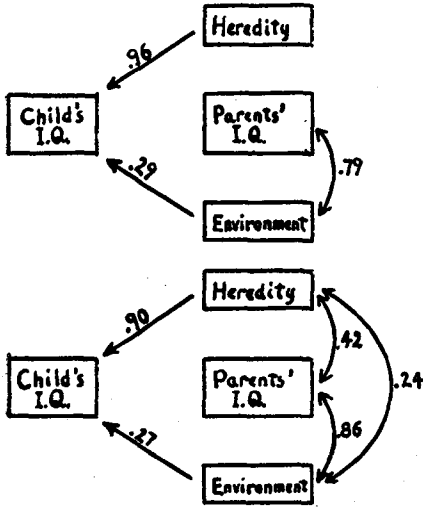 Heredity
.96
Child's
I.Q.
Parents'
I.Q.
.79
.29
Environment
Heredity
.90
.42
Child's
I.Q.
Parents'
I.Q.
.24
.86
.27
Environment